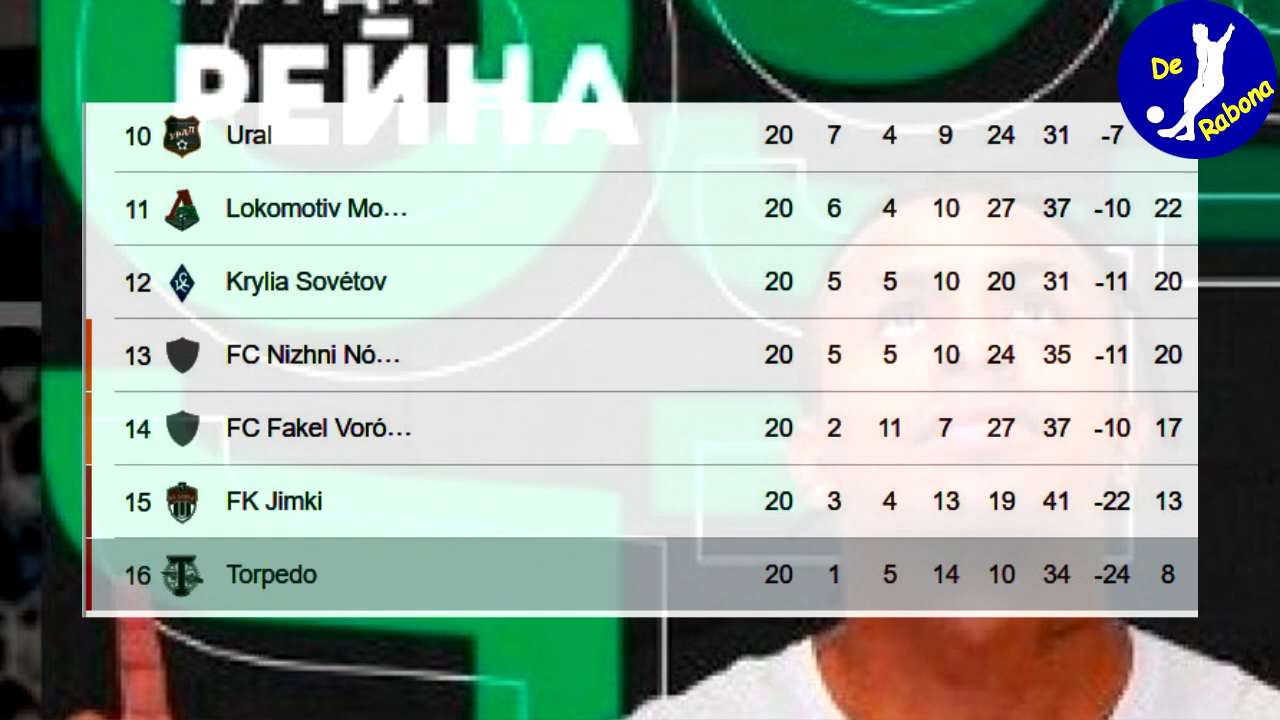 РЕЙНА
De
Rabona
10 Ural 20 7 4 9 24 31 -7
11 Lokomotiv Mo... 20 6 4 10 27 37 -10 22
12 Krylia Sovétov 20 5 5 10 20 31 -11 20
13 FC Nizhni Nó... 20 5 5 10 24 35 -11 20
14 FC Fakel Voró... 20 2 11 7 27 37 -10 17
15 FK Jimki 20 3 4 13 19 41 -22 13
16 Torpedo 20 1 5 14 10 34 -24 8